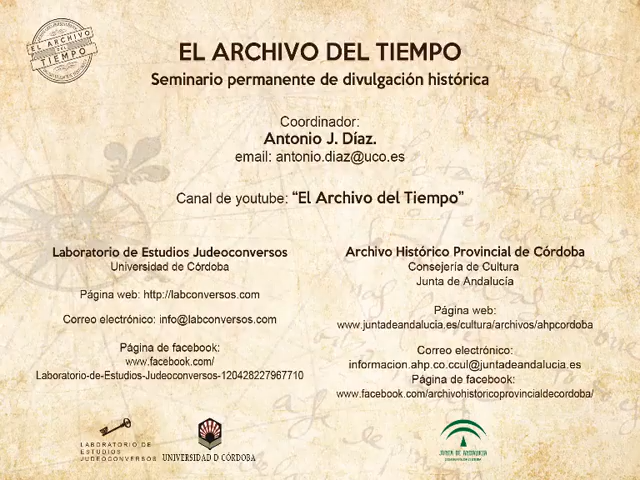 EL ARCHIVO
DEL
TIEMPO
EL ARCHIVO DEL TIEMPO
Seminario permanente de divulgación histórica
Coordinador:
Antonio J. Díaz.
email: antonio.diaz@uco.es
Canal de youtube: “El Archivo del Tiempo”
Laboratorio de Estudios Judeoconversos
Universidad de Córdoba
Página web: http://labconversos.com
Correo electrónico: info@labconversos.com
Página de facebook:
www.facebook.com/
Laboratorio-de-Estudios-Judeoconversos-120428227967710
Archivo Histórico Provincial de Córdoba
Consejería de Cultura
Junta de Andalucía
Página web:
www.juntadeandalucia.es/cultura/archivos/ahpcordoba
Correo electrónico:
informacion.ahp.co.ccul@juntadeandalucia.es
Página de facebook:
www.facebook.com/archivohistoricoprovincialdecordoba/
LABORATORIO DE
ESTUDIOS
JUDEOCONVERSOS
UNIVERSIDAD D CÓRDOBA
JUNTA DE ANDALUCIA